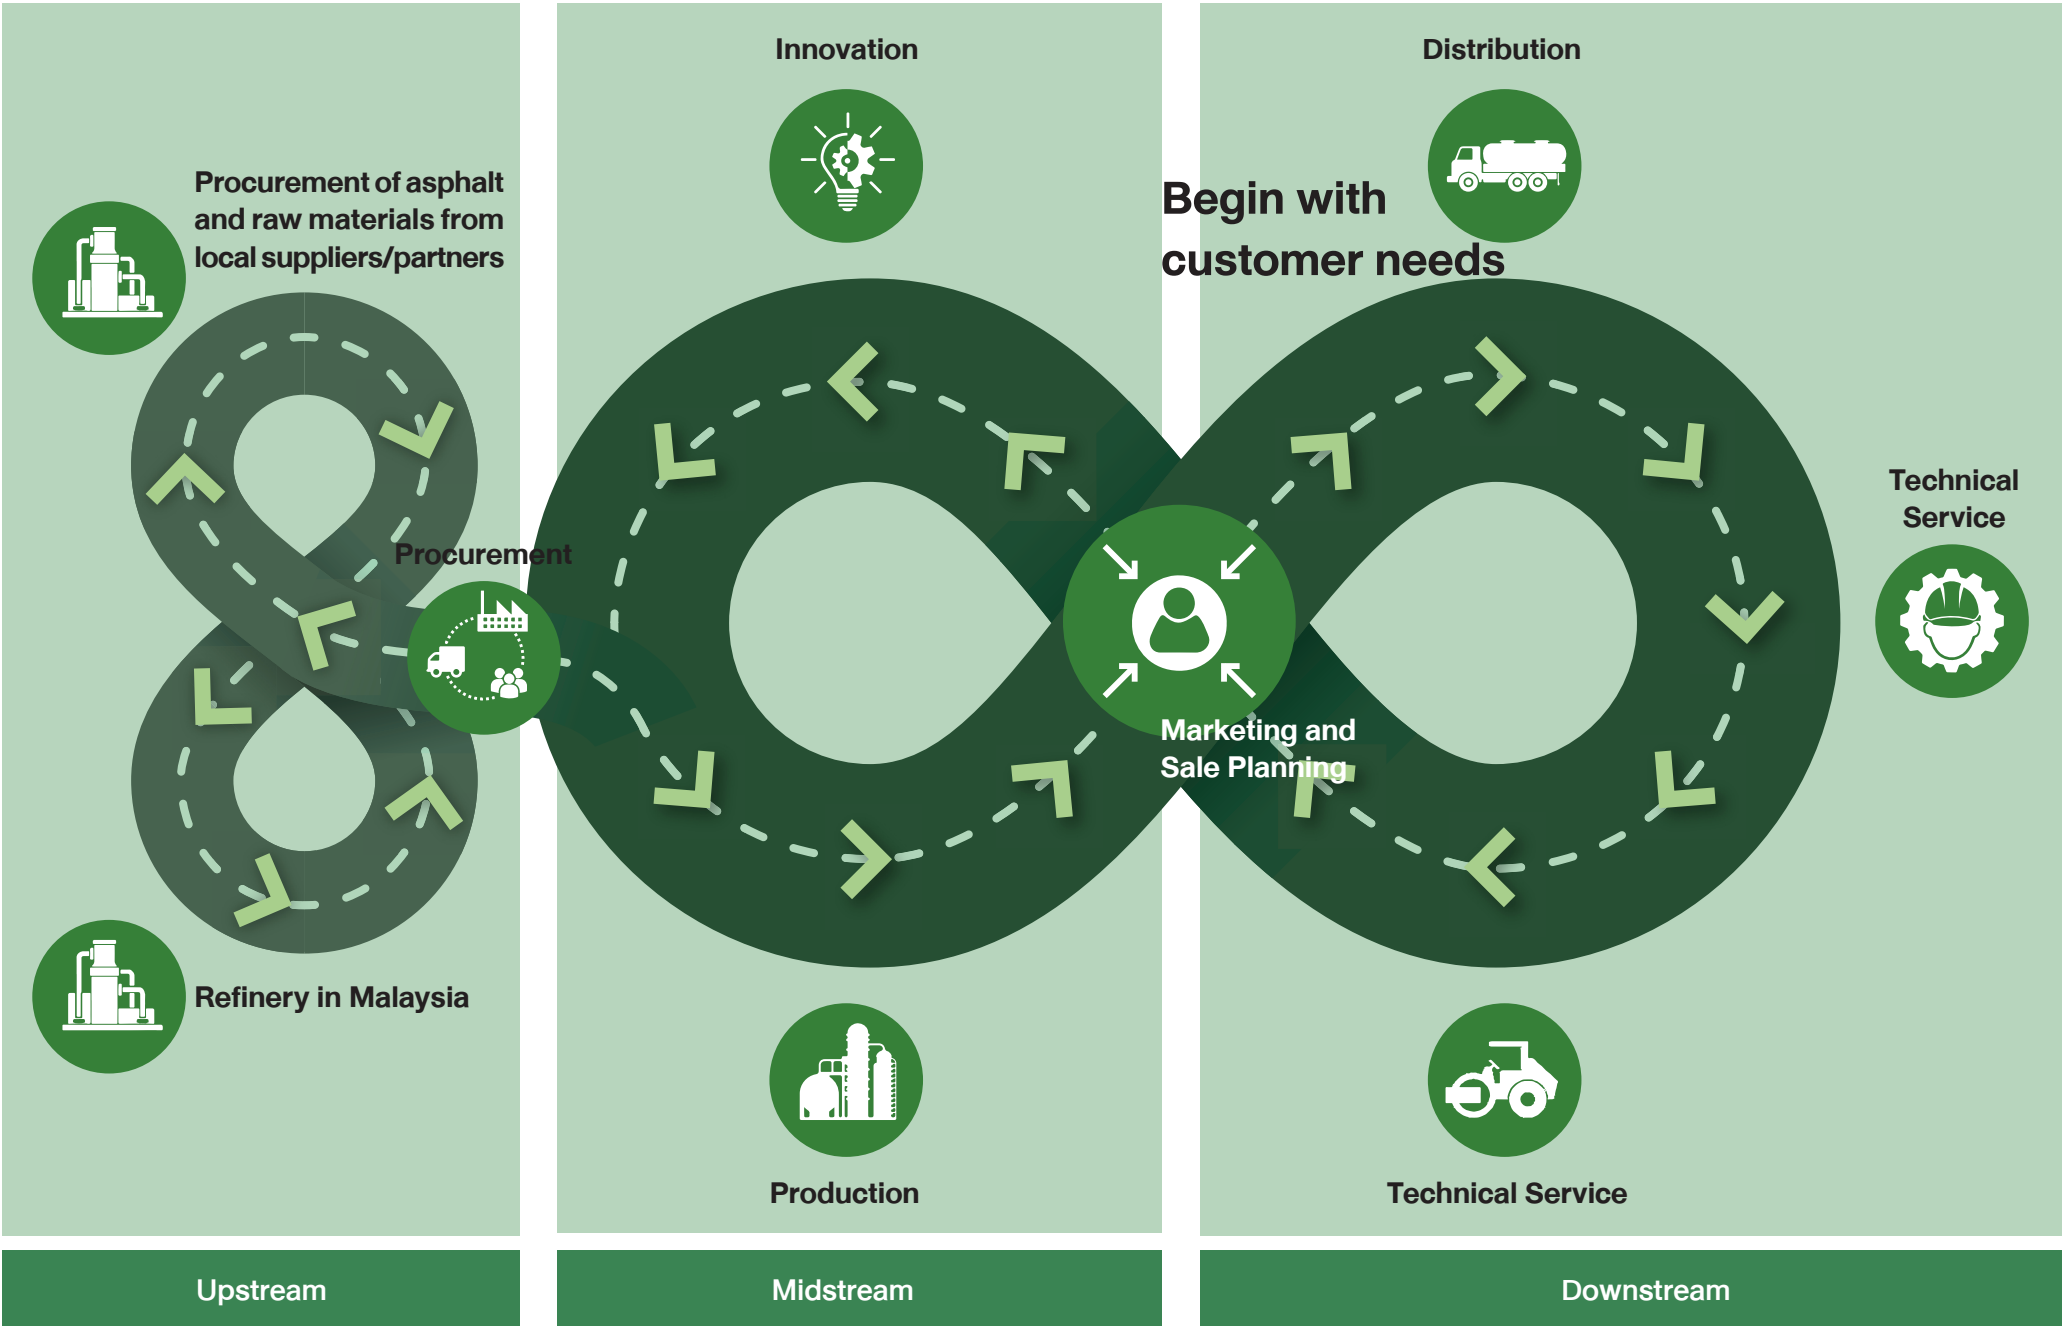 Procurement of asphalt
and raw materials from
local suppliers/partners
Procurement
Refinery in Malaysia
Upstream
Innovation
Production
Midstream
Begin with
customer needs
Marketing and
Sale Planning
Distribution
Technical
Service
Technical Service
Downstream